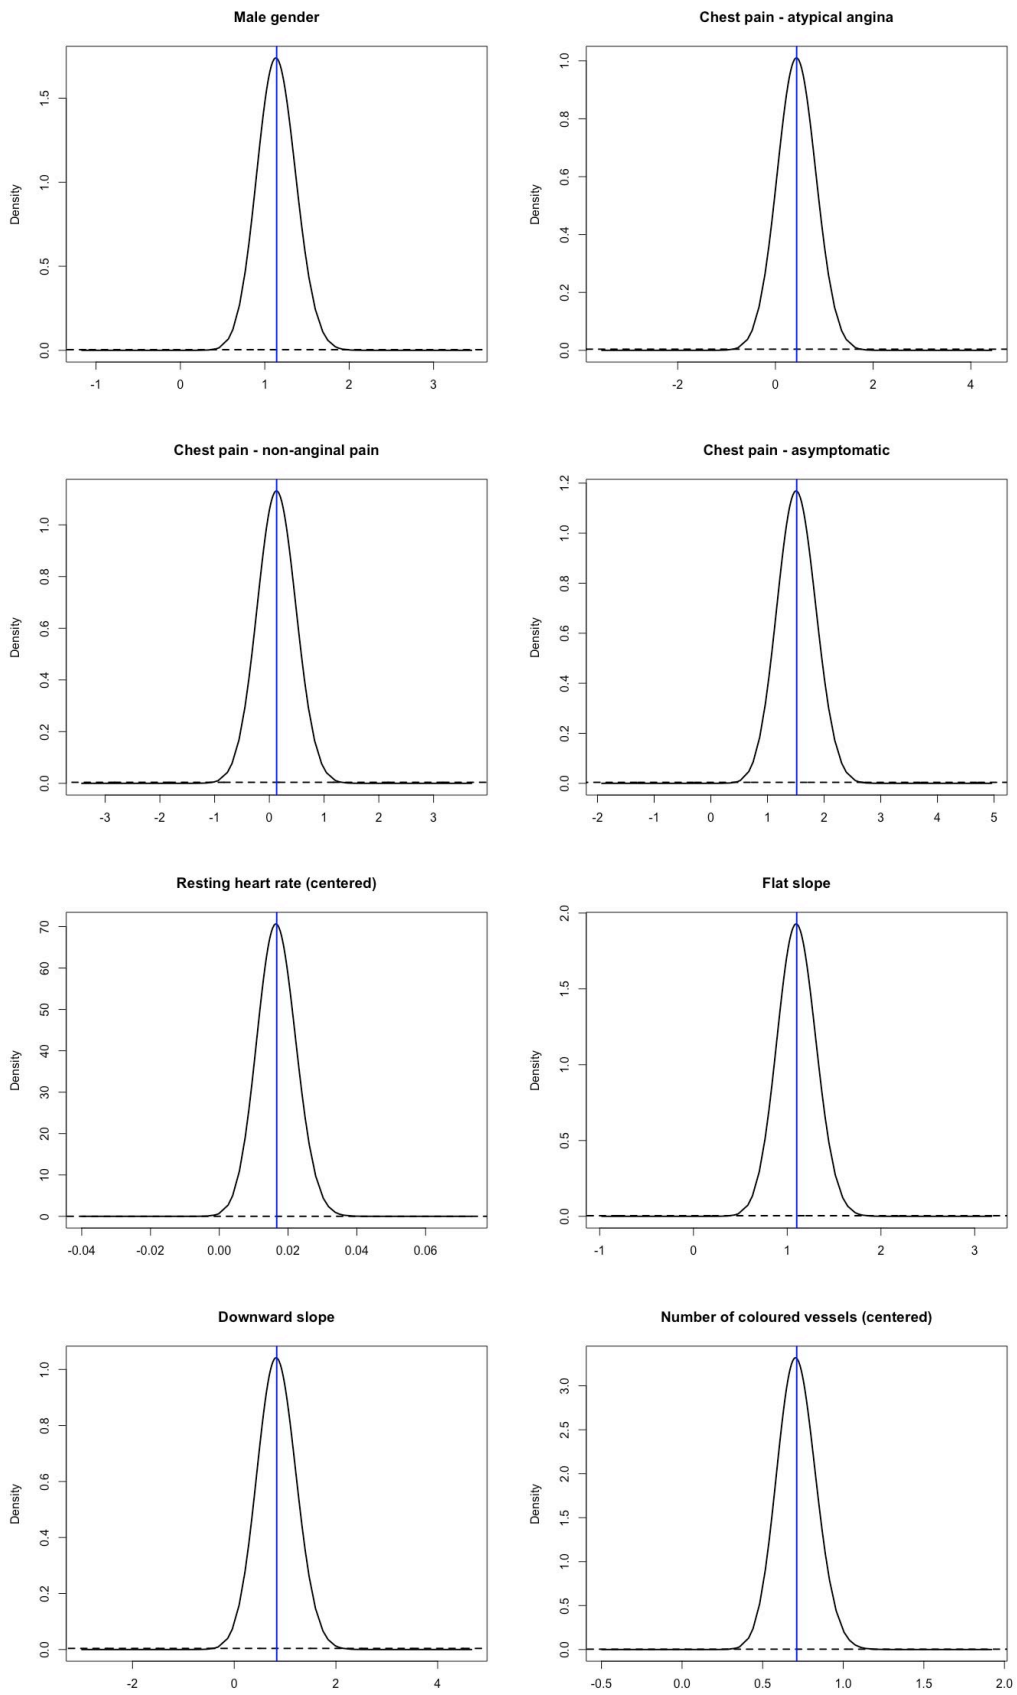 Male gender
Density
0.0 0.5 1.0 1.5
-1 0 1 2 3
Chest pain - atypical angina
Density
0.0 0.2 0.4 0.6 0.8 1.0
-2 0 2 4
Chest pain - non-anginal pain
Density
0.0 0.2 0.4 0.6 0.8 1.0
-3 -2 -1 0 1 2 3
Chest pain - asymptomatic
Density
0.0 0.2 0.4 0.6 0.8 1.0 1.2
-2 -1 0 1 2 3 4 5
Resting heart rate (centered)
Density
0 10 20 30 40 50 60 70
-0.04 -0.02 0.00 0.02 0.04 0.06
Flat slope
Density
0.0 0.5 1.0 1.5 2.0
-1 0 1 2 3
Downward slope
Density
0.0 0.2 0.4 0.6 0.8 1.0
-2 0 2 4
Number of coloured vessels (centered)
Density
0.0 0.5 1.0 1.5 2.0 2.5 3.0
-0.5 0.0 0.5 1.0 1.5 2.0